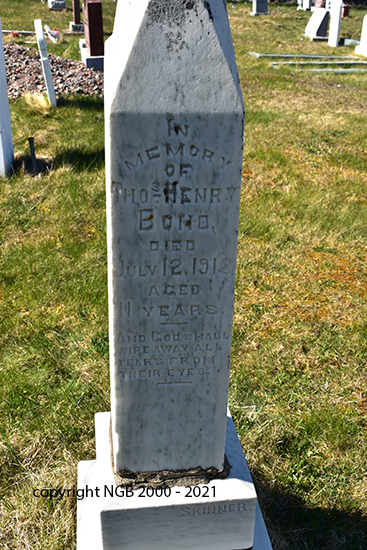 IN
MEMORY
OF
THOS HENRY
BOND,
DIED
JULY 12, 1918
AGED
11 YEARS.
AND GOD SHALL
WIPE AWAY ALL
TEARS FROM
THEIR EYES.
SKINNER.
copyright NGB 2000 - 2021